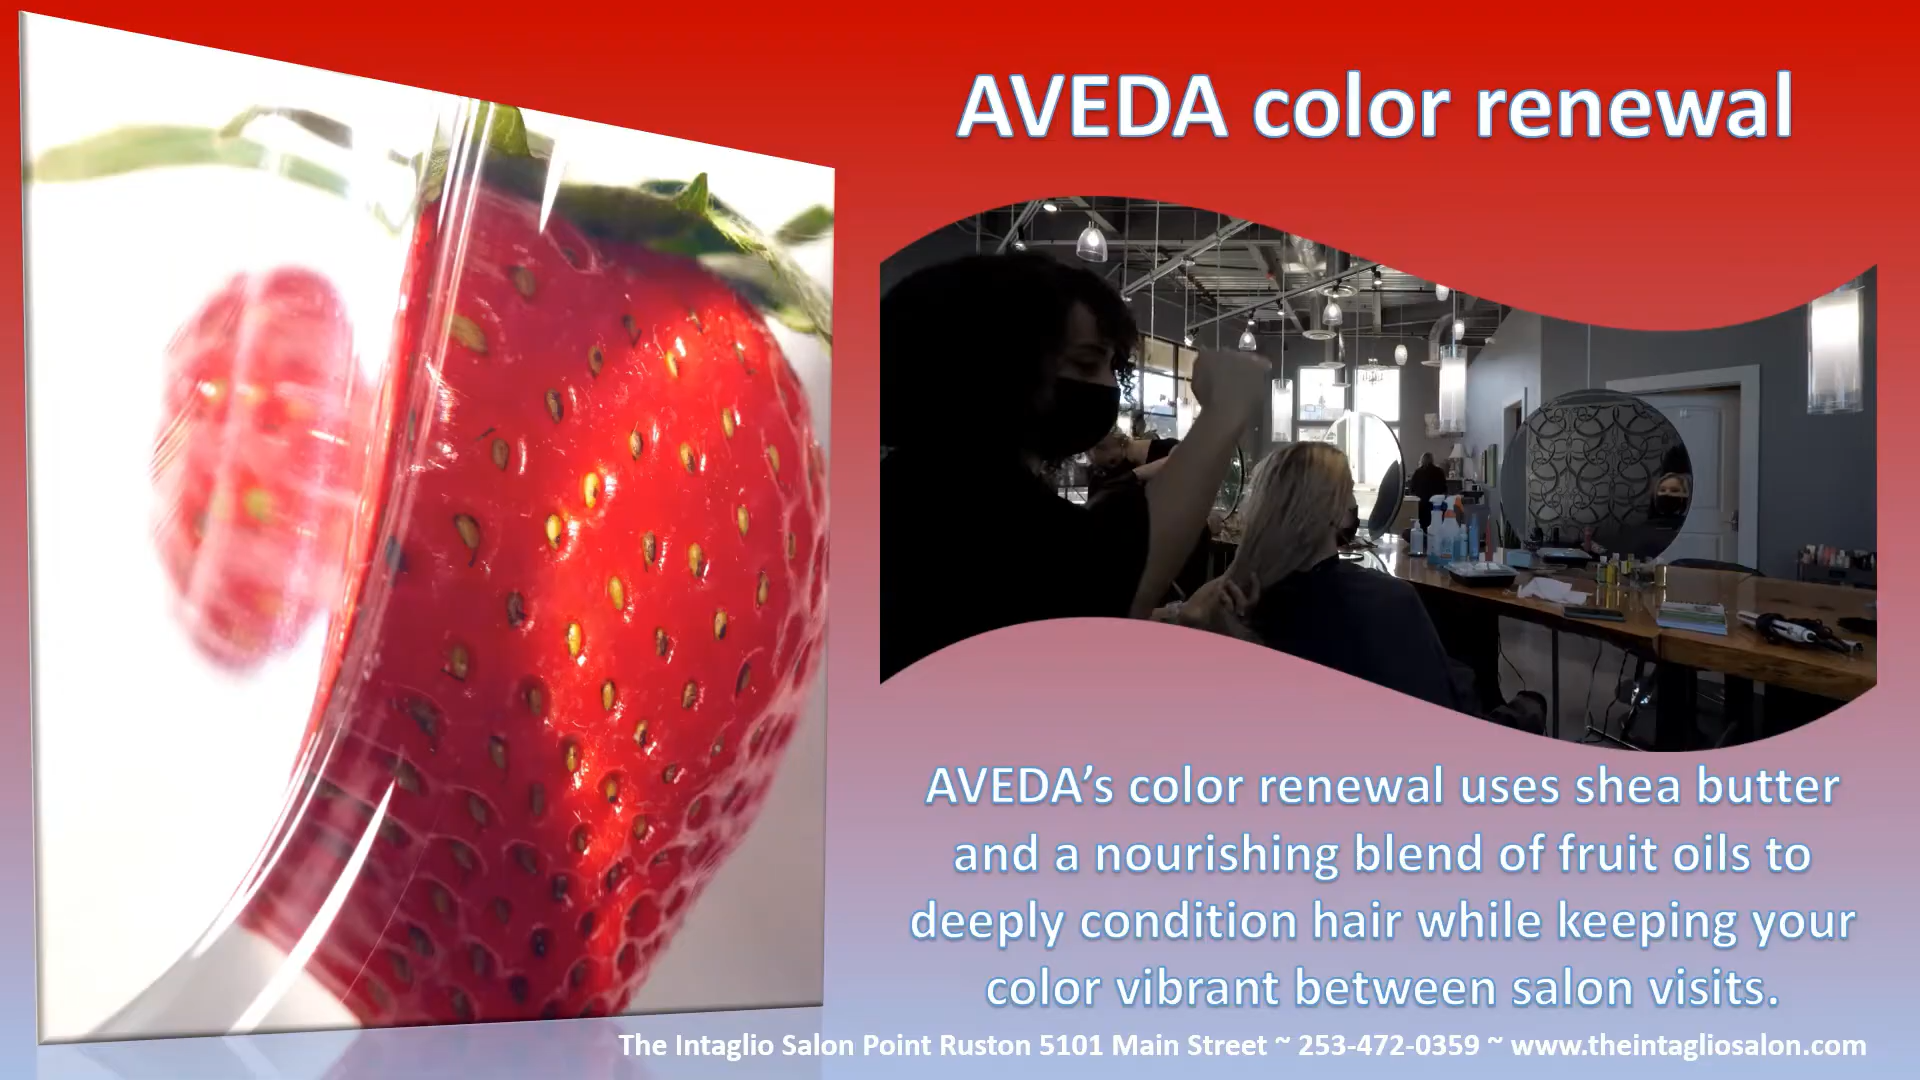 AVEDA color renewal
AVEDA’s color renewal uses shea butter
and a nourishing blend of fruit oils to
deeply condition hair while keeping your
color vibrant between salon visits.
The Intaglio Salon Point Ruston 5101 Main Street ~ 253-472-0359 ~ www.theintagliosalon.com